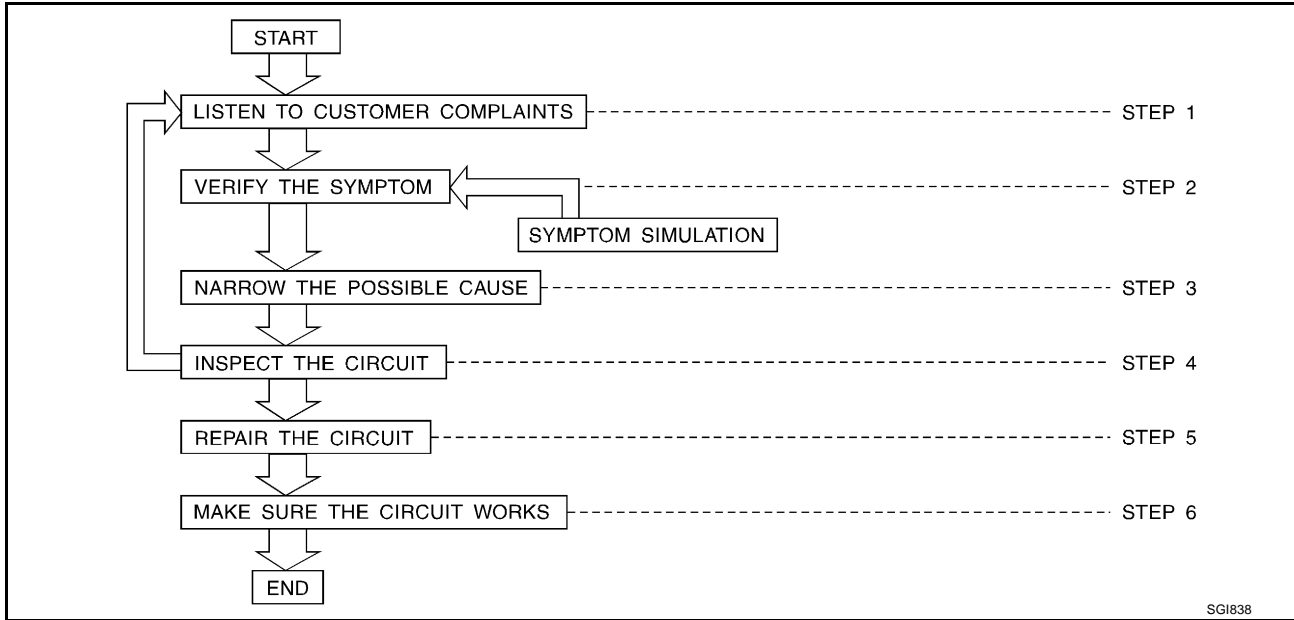 START
LISTEN TO CUSTOMER COMPLAINTS STEP 1
VERIFY THE SYMPTOM STEP 2
SYMPTOM SIMULATION
NARROW THE POSSIBLE CAUSE STEP 3
INSPECT THE CIRCUIT STEP 4
REPAIR THE CIRCUIT STEP 5
MAKE SURE THE CIRCUIT WORKS STEP 6
END
SGI838